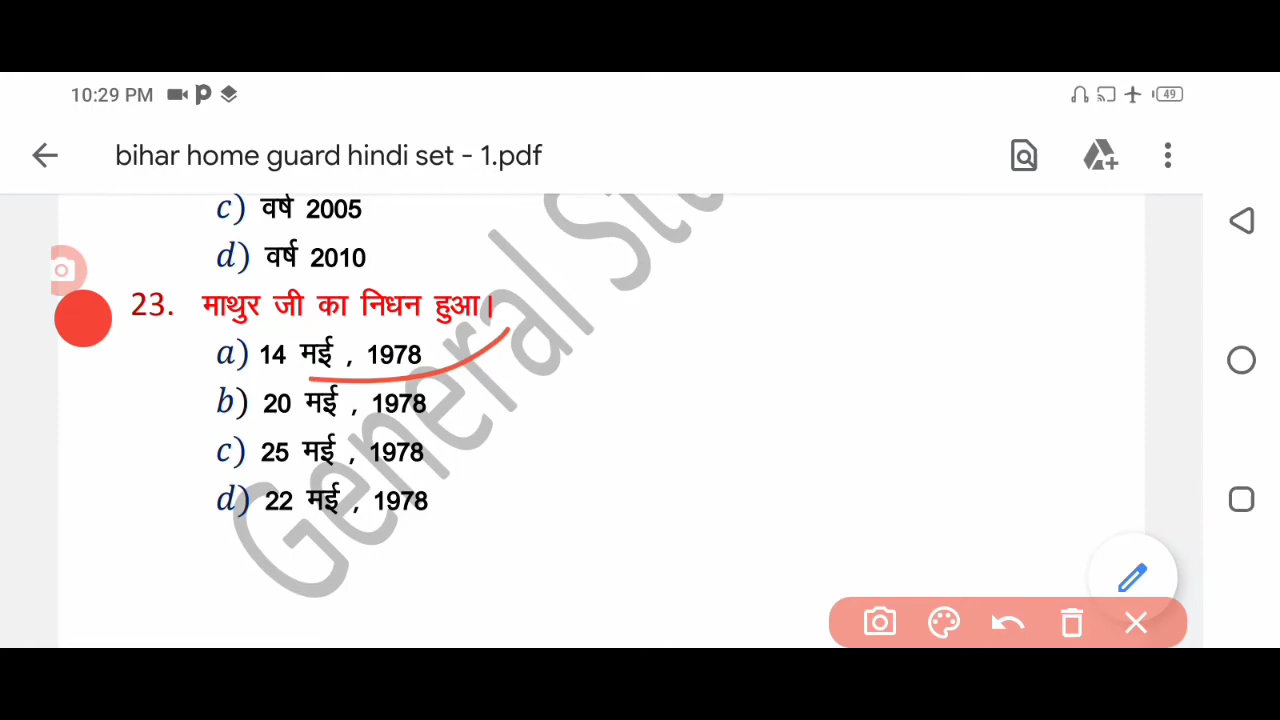 10:29 PM
49
bihar home guard hindi set - 1.pdf
c) वर्ष 2005
d) वर्ष 2010
23. माथुर जी का निधन हुआ।
a) 14 मई , 1978
b) 20 मई , 1978
c) 25 मई , 1978
d) 22 मई , 1978
General Stu